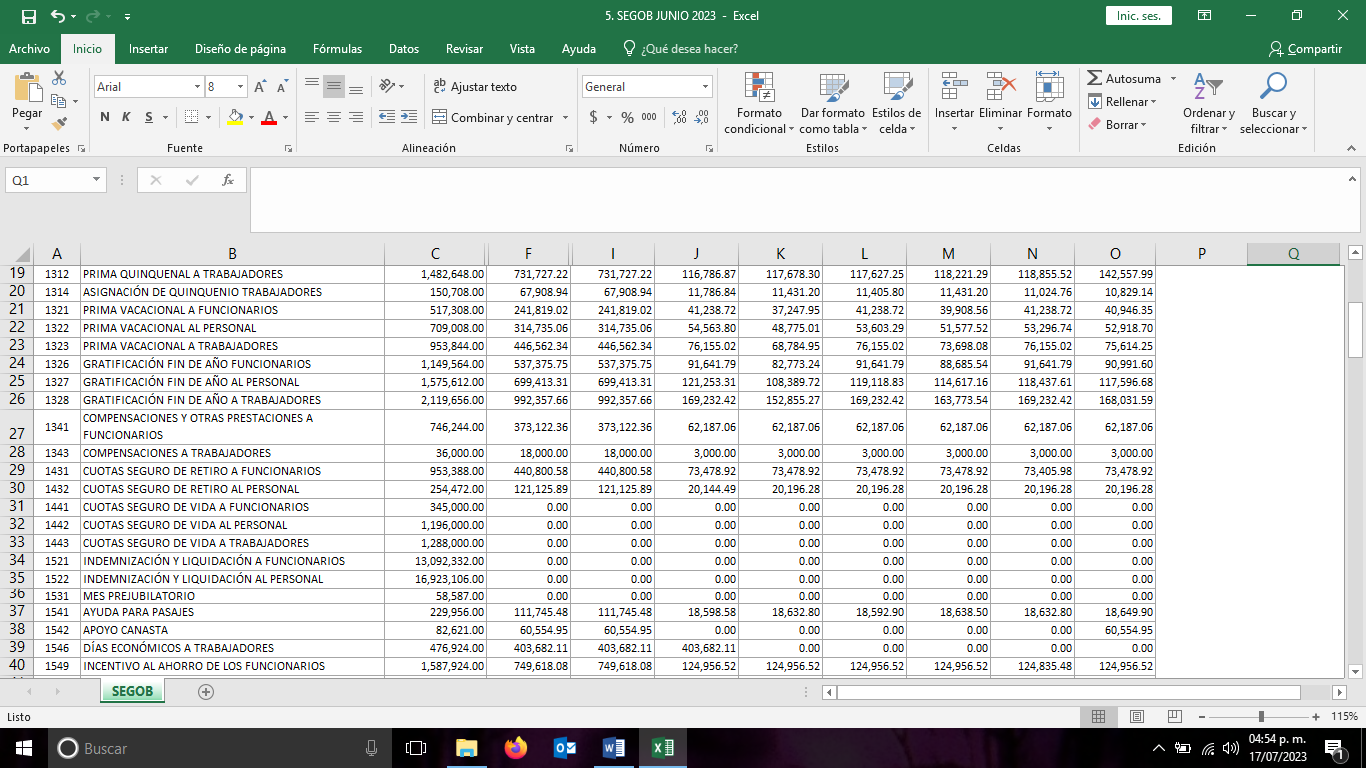 5. SEGOB JUNIO 2023 - Excel
Inic. ses.
Archivo Inicio Insertar Diseño de página Fórmulas Datos Revisar Vista Ayuda ¿Qué desea hacer? Compartir
Pegar
Arial 8
N K S
Ajustar texto
Combinar y centrar
General
$ % 000
Formato condicional
Dar formato como tabla
Estilos de celda
Insertar Eliminar Formato
Autosuma
Rellenar
Borrar
Ordenar y filtrar
Buscar y seleccionar
Portapapeles Fuente Alineación Número Estilos Celdas Edición
Q1 fx
A B C F I J K L M N O P Q
19 1312 PRIMA QUINQUENAL A TRABAJADORES 1,482,648.00 731,727.22 731,727.22 116,786.87 117,678.30 117,627.25 118,221.29 118,855.52 142,557.99
20 1314 ASIGNACIÓN DE QUINQUENIO TRABAJADORES 150,708.00 67,908.94 67,908.94 11,786.84 11,431.20 11,405.80 11,431.20 11,024.76 10,829.14
21 1321 PRIMA VACACIONAL A FUNCIONARIOS 517,308.00 241,819.02 241,819.02 41,238.72 37,247.95 41,238.72 39,908.56 41,238.72 40,946.35
22 1322 PRIMA VACACIONAL AL PERSONAL 709,008.00 314,735.06 314,735.06 54,563.80 48,775.01 53,603.29 51,577.52 53,296.74 52,918.70
23 1323 PRIMA VACACIONAL A TRABAJADORES 953,844.00 446,562.34 446,562.34 76,155.02 68,784.95 76,155.02 73,698.08 76,155.02 75,614.25
24 1326 GRATIFICACIÓN FIN DE AÑO FUNCIONARIOS 1,149,564.00 537,375.75 537,375.75 91,641.79 82,773.24 91,641.79 88,685.54 91,641.79 90,991.60
25 1327 GRATIFICACIÓN FIN DE AÑO AL PERSONAL 1,575,612.00 699,413.31 699,413.31 121,253.31 108,389.72 119,118.83 114,617.16 118,437.61 117,596.68
26 1328 GRATIFICACIÓN FIN DE AÑO A TRABAJADORES 2,119,656.00 992,357.66 992,357.66 169,232.42 152,855.27 169,232.42 163,773.54 169,232.42 168,031.59
27 1341 COMPENSACIONES Y OTRAS PRESTACIONES A
FUNCIONARIOS 746,244.00 373,122.36 373,122.36 62,187.06 62,187.06 62,187.06 62,187.06 62,187.06 62,187.06
28 1343 COMPENSACIONES A TRABAJADORES 36,000.00 18,000.00 18,000.00 3,000.00 3,000.00 3,000.00 3,000.00 3,000.00 3,000.00
29 1431 CUOTAS SEGURO DE RETIRO A FUNCIONARIOS 953,388.00 440,800.58 440,800.58 73,478.92 73,478.92 73,478.92 73,478.92 73,405.98 73,478.92
30 1432 CUOTAS SEGURO DE RETIRO AL PERSONAL 254,472.00 121,125.89 121,125.89 20,144.49 20,196.28 20,196.28 20,196.28 20,196.28 20,196.28
31 1441 CUOTAS SEGURO DE VIDA A FUNCIONARIOS 345,000.00 0.00 0.00 0.00 0.00 0.00 0.00 0.00 0.00
32 1442 CUOTAS SEGURO DE VIDA AL PERSONAL 1,196,000.00 0.00 0.00 0.00 0.00 0.00 0.00 0.00 0.00
33 1443 CUOTAS SEGURO DE VIDA A TRABAJADORES 1,288,000.00 0.00 0.00 0.00 0.00 0.00 0.00 0.00 0.00
34 1521 INDEMNIZACIÓN Y LIQUIDACIÓN A FUNCIONARIOS 13,092,332.00 0.00 0.00 0.00 0.00 0.00 0.00 0.00 0.00
35 1522 INDEMNIZACIÓN Y LIQUIDACIÓN AL PERSONAL 16,923,106.00 0.00 0.00 0.00 0.00 0.00 0.00 0.00 0.00
36 1531 MES PREJUBILATORIO 58,587.00 0.00 0.00 0.00 0.00 0.00 0.00 0.00 0.00
37 1541 AYUDA PARA PASAJES 229,956.00 111,745.48 111,745.48 18,598.58 18,632.80 18,592.90 18,638.50 18,632.80 18,649.90
38 1542 APOYO CANASTA 82,621.00 60,554.95 60,554.95 0.00 0.00 0.00 0.00 0.00 60,554.95
39 1546 DÍAS ECONÓMICOS A TRABAJADORES 476,924.00 403,682.11 403,682.11 403,682.11 0.00 0.00 0.00 0.00 0.00
40 1549 INCENTIVO AL AHORRO DE LOS FUNCIONARIOS 1,587,924.00 749,618.08 749,618.08 124,956.52 124,956.52 124,956.52 124,956.52 124,835.48 124,956.52
SEGOB
Listo 115%
Buscar
04:54 p. m.
17/07/2023
1